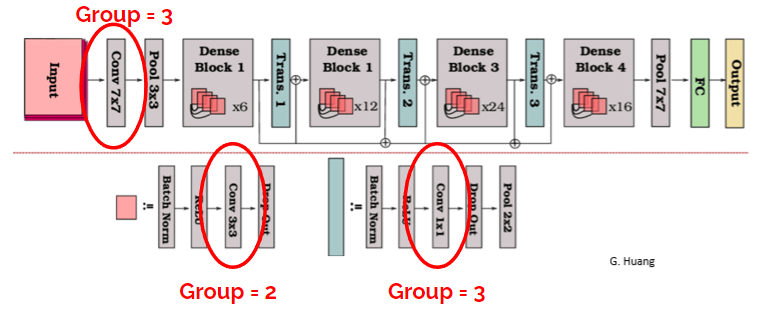 Group = 3
Input
Conv 7x7
Pool 3x3
Dense
Block 1
x6
Trans. 1
Dense
Block 1
x12
Trans. 2
Dense
Block 3
x24
Trans. 3
Dense
Block 4
x16
Pool 7x7
FC
Output
:=
Batch Norm
ReLU
Conv 3x3
Drop Out
:=
Batch Norm
ReLU
Conv 1x1
Drop Out
Pool 2x2
G. Huang
Group = 2
Group = 3